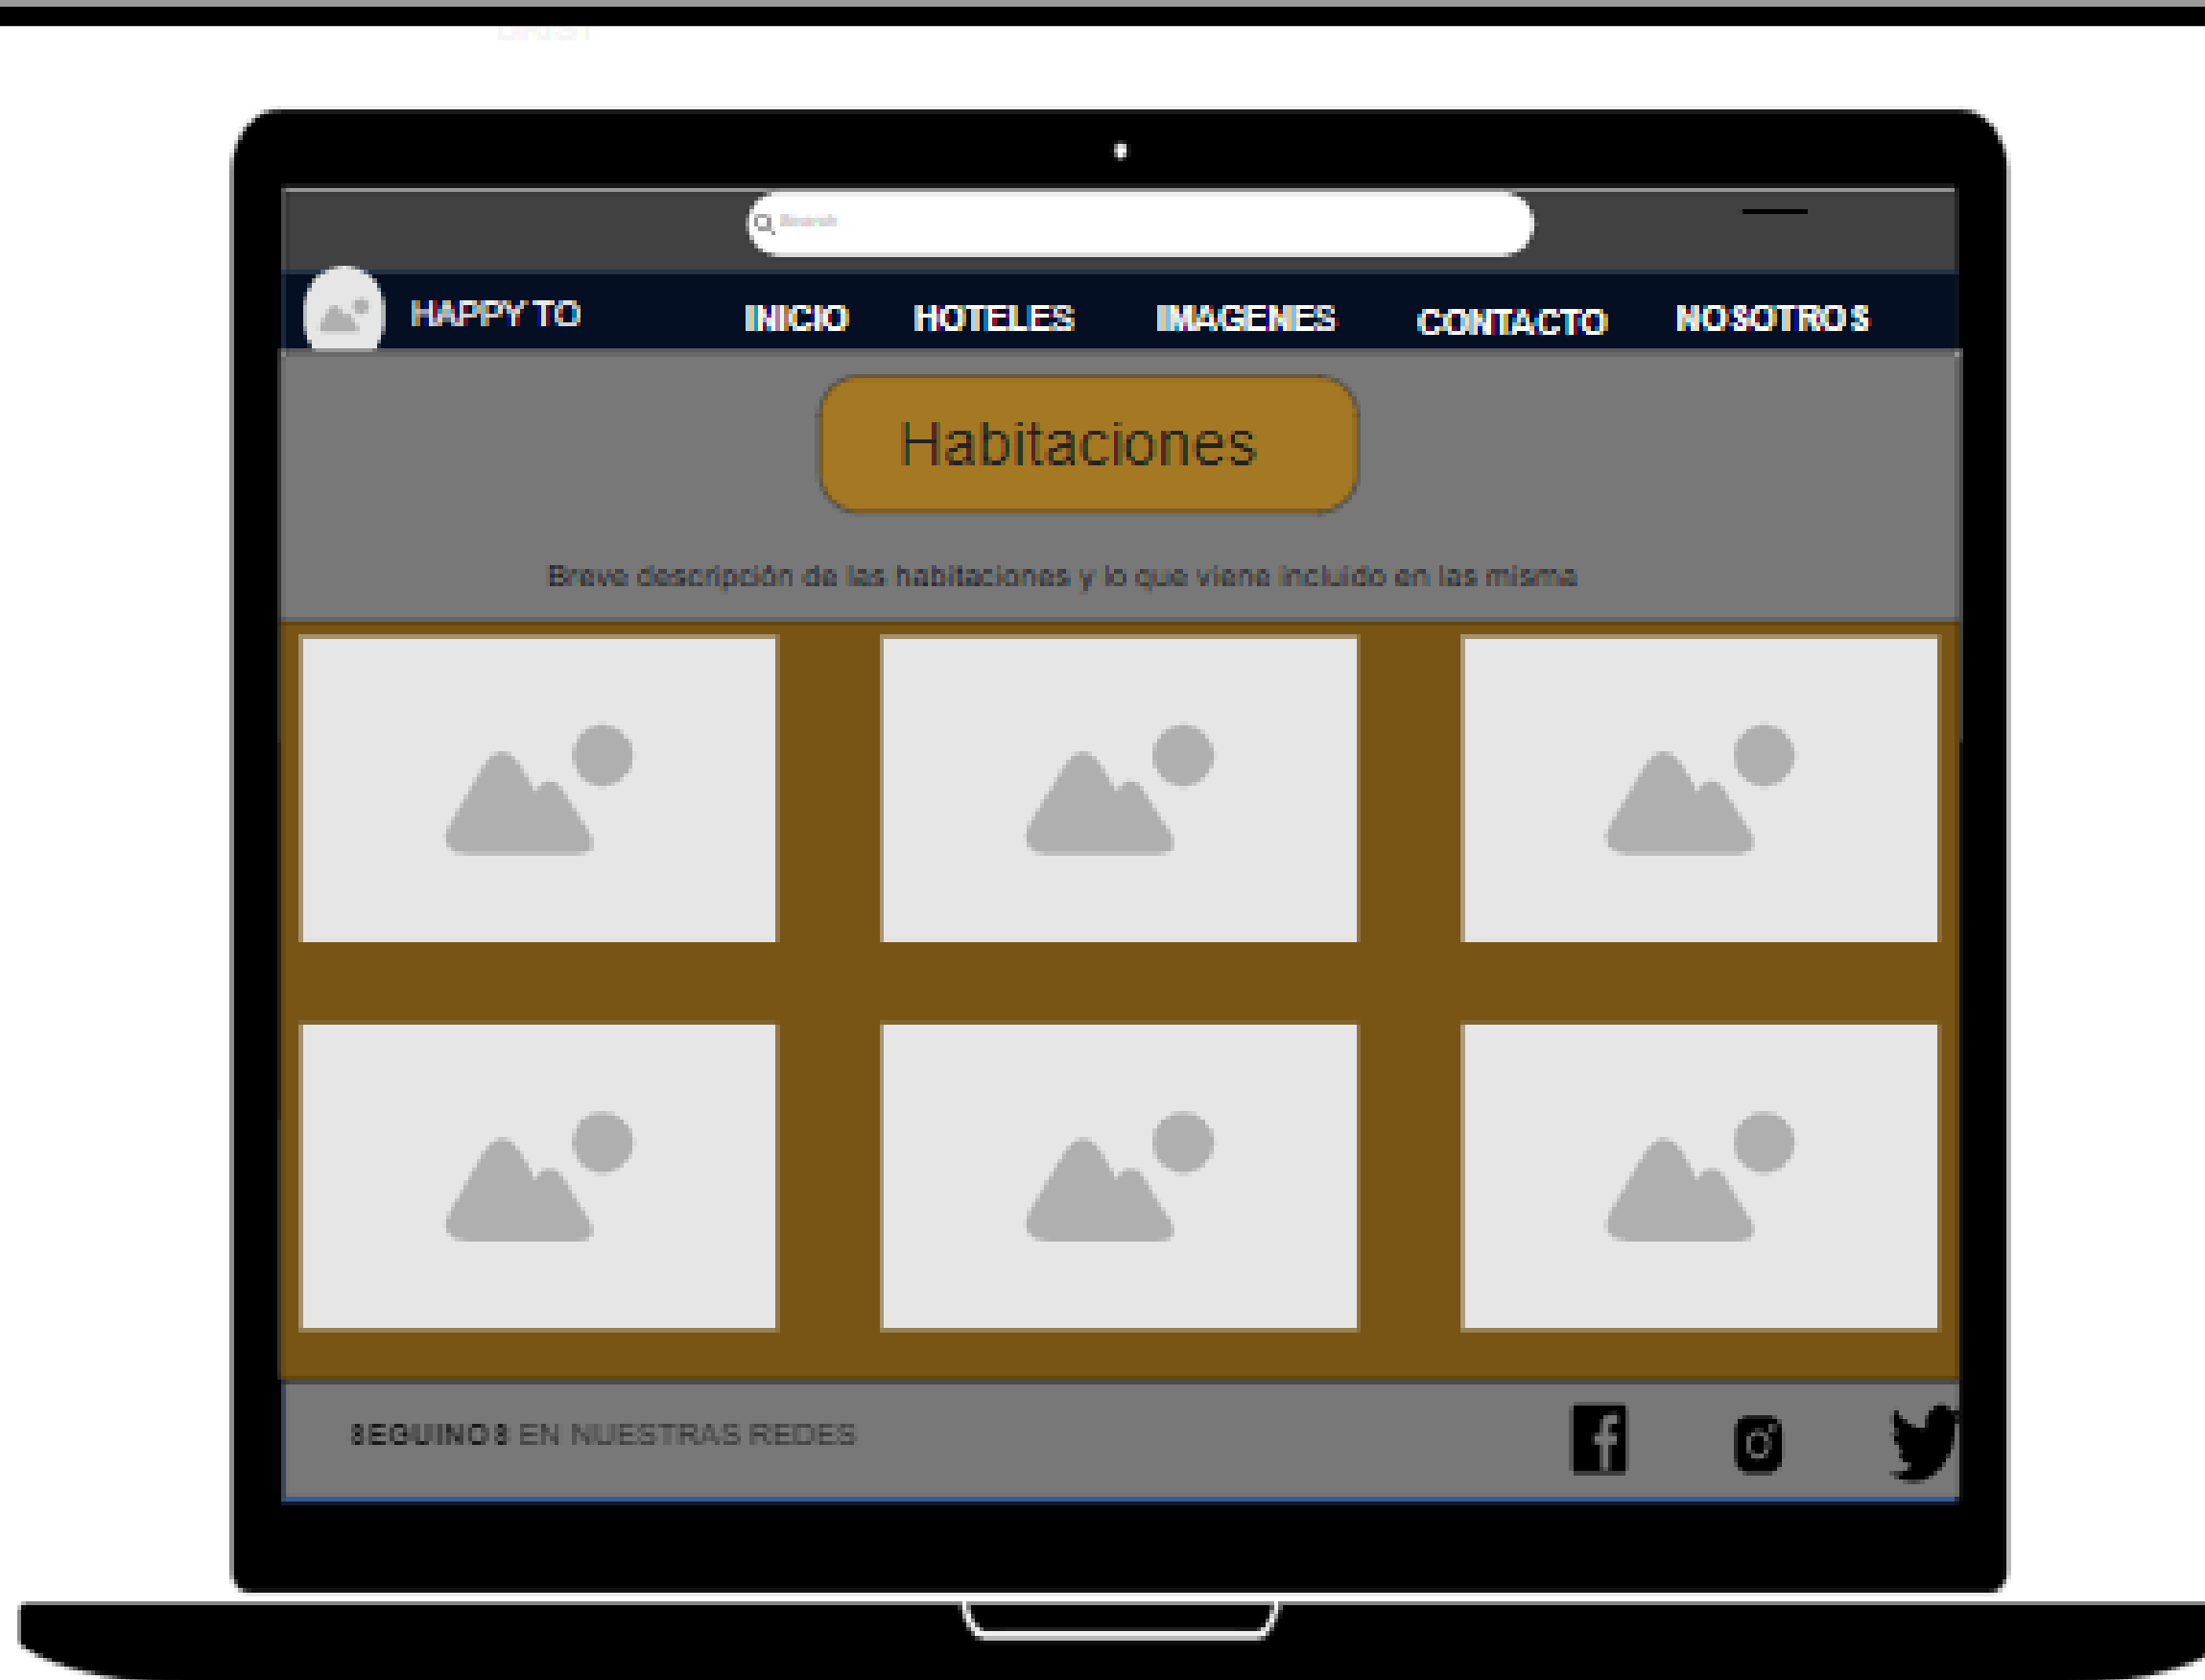 Search
HAPPY TO INICIO HOTELES IMAGENES CONTACTO NOSOTROS
Habitaciones
Breve descripción de las habitaciones y lo que viene incluido en las misma
SEGUINOS EN NUESTRAS REDES